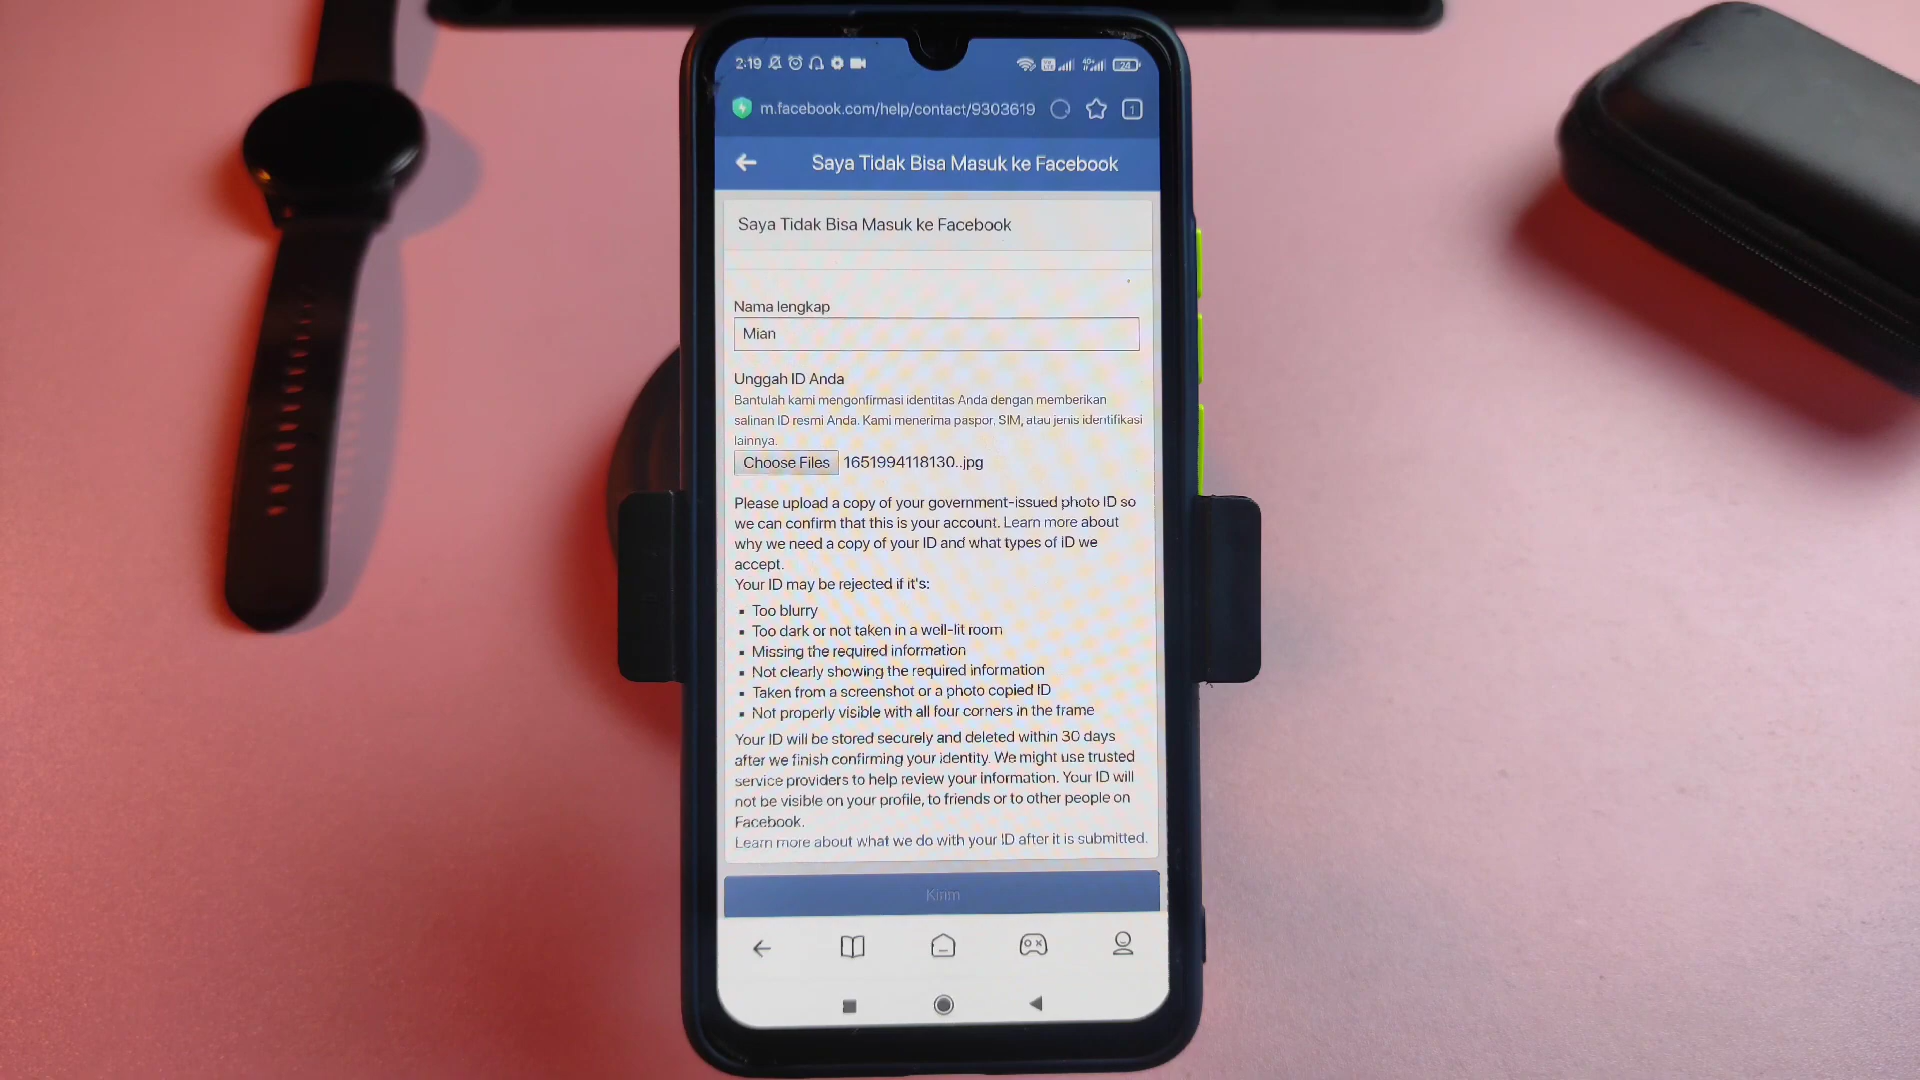 2:19
4G+
24
m.facebook.com/help/contact/9303619
1
Saya Tidak Bisa Masuk ke Facebook
Saya Tidak Bisa Masuk ke Facebook
Nama lengkap
Mian
Unggah ID Anda
Bantulah kami mengonfirmasi identitas Anda dengan memberikan
salinan ID resmi Anda. Kami menerima paspor, SIM, atau jenis identifikasi
lainnya.
Choose Files 1651994118130..jpg
Please upload a copy of your government-issued photo ID so
we can confirm that this is your account. Learn more about
why we need a copy of your ID and what types of ID we
accept.
Your ID may be rejected if it's:
▪ Too blurry
▪ Too dark or not taken in a well-lit room
▪ Missing the required information
▪ Not clearly showing the required information
▪ Taken from a screenshot or a photo copied ID
▪ Not properly visible with all four corners in the frame
Your ID will be stored securely and deleted within 30 days
after we finish confirming your identity. We might use trusted
service providers to help review your information. Your ID will
not be visible on your profile, to friends or to other people on
Facebook.
Learn more about what we do with your ID after it is submitted.
Kirim